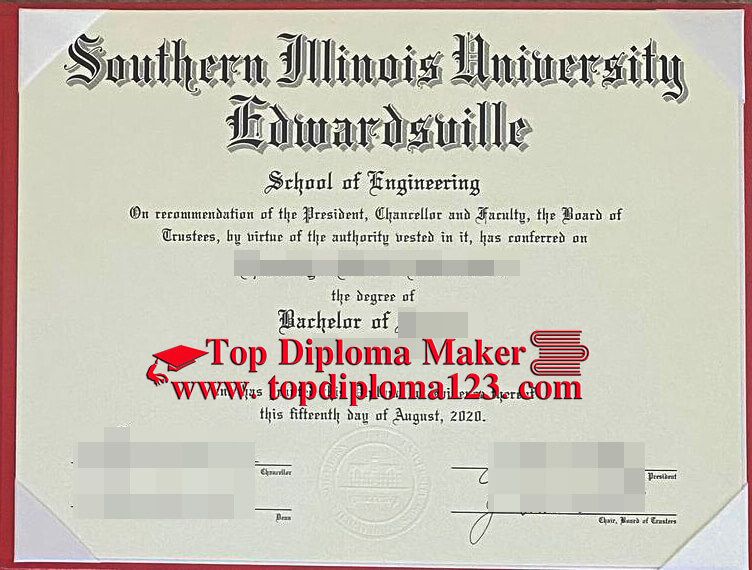 Southern Illinois University
Edwardsville
School of Engineering
On recommendation of the President, Chancellor and Faculty, the Board of
Trustees, by virtue of the authority vested in it, has conferred on
the degree of
Bachelor of
Top Diploma Maker
www.topdiploma123.com
has
this fifteenth day of August, 2020.
Chancellor
President
Dean
Chair, Board of Trustees